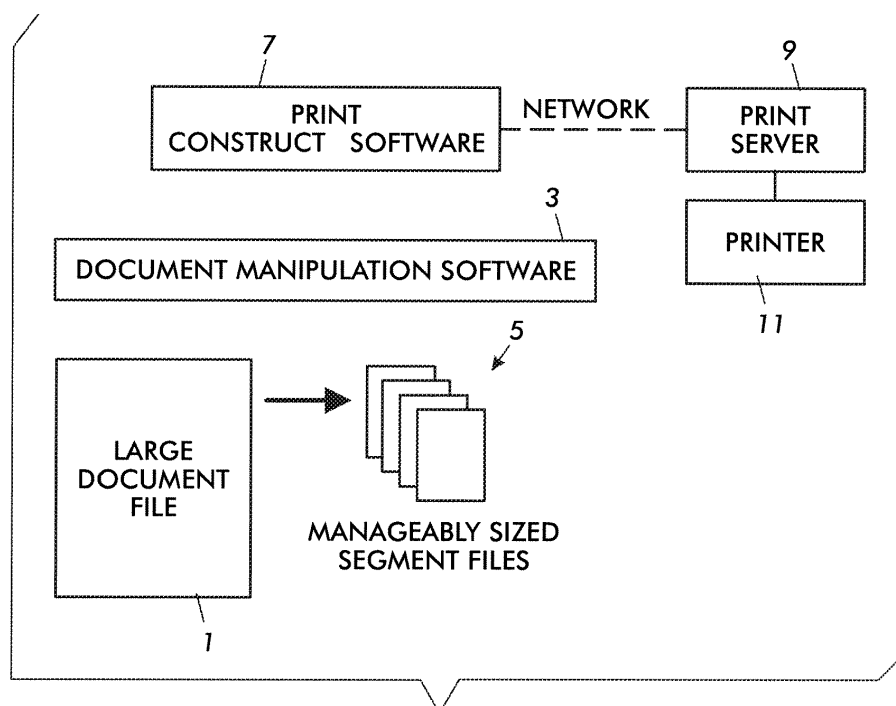 7
PRINT
CONSTRUCT SOFTWARE
NETWORK
9
PRINT
SERVER
3
DOCUMENT MANIPULATION SOFTWARE
PRINTER
11
5
LARGE
DOCUMENT
FILE
MANAGEABLY SIZED
SEGMENT FILES
1